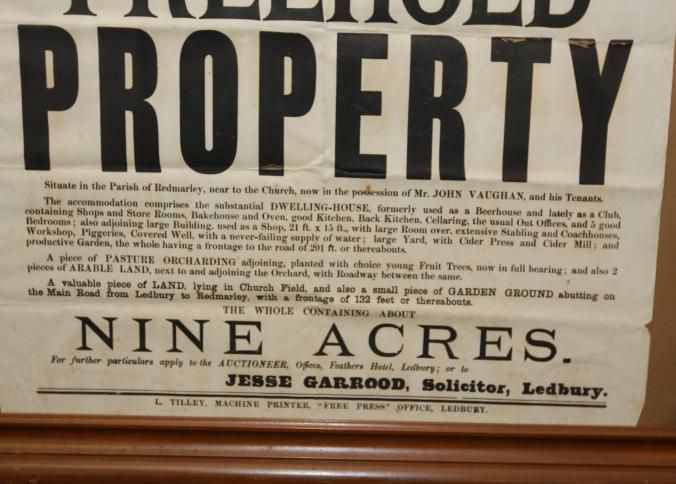 FREEHOLD
PROPERTY
Situate in the Parish of Redmarley, near to the Church, now in the possession of Mr. JOHN VAUGHAN, and his Tenants.
The accommodation comprises the substantial DWELLING-HOUSE, formerly used as a Beerhouse and lately as a Club,
containing Shops and Store Rooms, Bakehouse and Oven, good Kitchen, Back Kitchen, Cellaring, the usual Out Offices, and 5 good
Bedrooms; also adjoining large Building, used as a Shop, 21 ft. x 15 ft., with large Room over, extensive Stabling and Coachhouses,
Workshop, Piggeries, Covered Well, with a never-failing supply of water; large Yard, with Cider Press and Cider Mill; and
productive Garden, the whole having a frontage to the road of 201 ft. or thereabouts.
A piece of PASTURE ORCHARDING adjoining, planted with choice young Fruit Trees, now in full bearing; and also 2
pieces of ARABLE LAND, next to and adjoining the Orchard, with Roadway between the same.
A valuable piece of LAND, lying in Church Field, and also a small piece of GARDEN GROUND abutting on
the Main Road from Ledbury to Redmarley, with a frontage of 132 feet or thereabouts.
THE WHOLE CONTAINING ABOUT
NINE ACRES.
For further particulars apply to the AUCTIONEER, Offices, Feathers Hotel, Ledbury; or to
JESSE GARROOD, Solicitor, Ledbury.
L. TILLEY, MACHINE PRINTER, "FREE PRESS" OFFICE, LEDBURY.